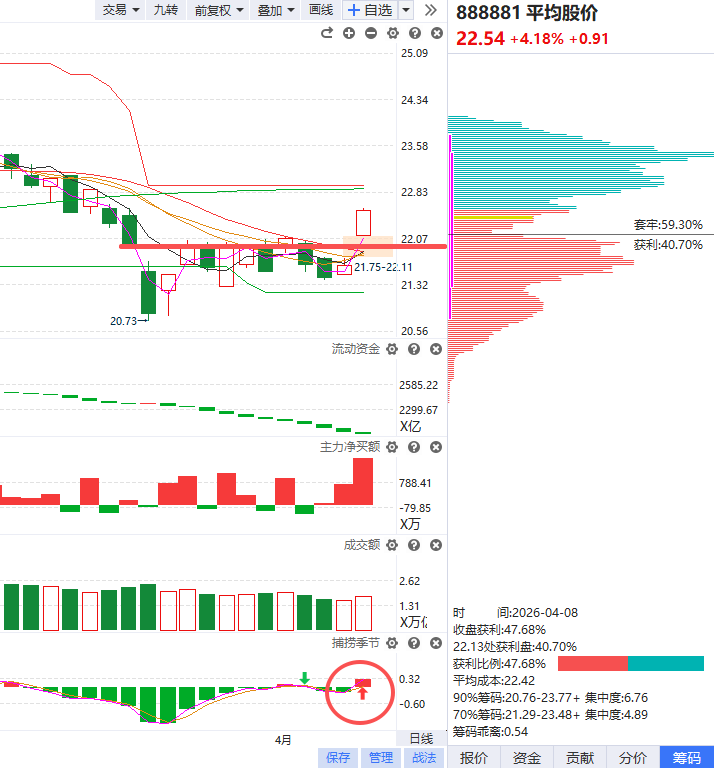 交易 九转 前复权 叠加 画线 +自选
888881 平均股价
22.54 +4.18% +0.91
25.09
24.34
23.58
22.83
22.07
21.32
20.56
21.75-22.11
20.73
套牢:59.30%
获利:40.70%
流动资金
2585.22
2299.67
X亿
主力净买额
788.41
-79.85
X万
成交额
2.62
1.31
X万亿
捕捞季节
0.32
-0.60
4月
日线
保存 管理 战法
时 间:2026-04-08
收盘获利:47.68%
22.13处获利盘:40.70%
获利比例:47.68%
平均成本:22.42
90%筹码:20.76-23.77+ 集中度:6.76
70%筹码:21.29-23.48+ 集中度:4.89
筹码乖离:0.54
报价 资金 贡献 分价 筹码